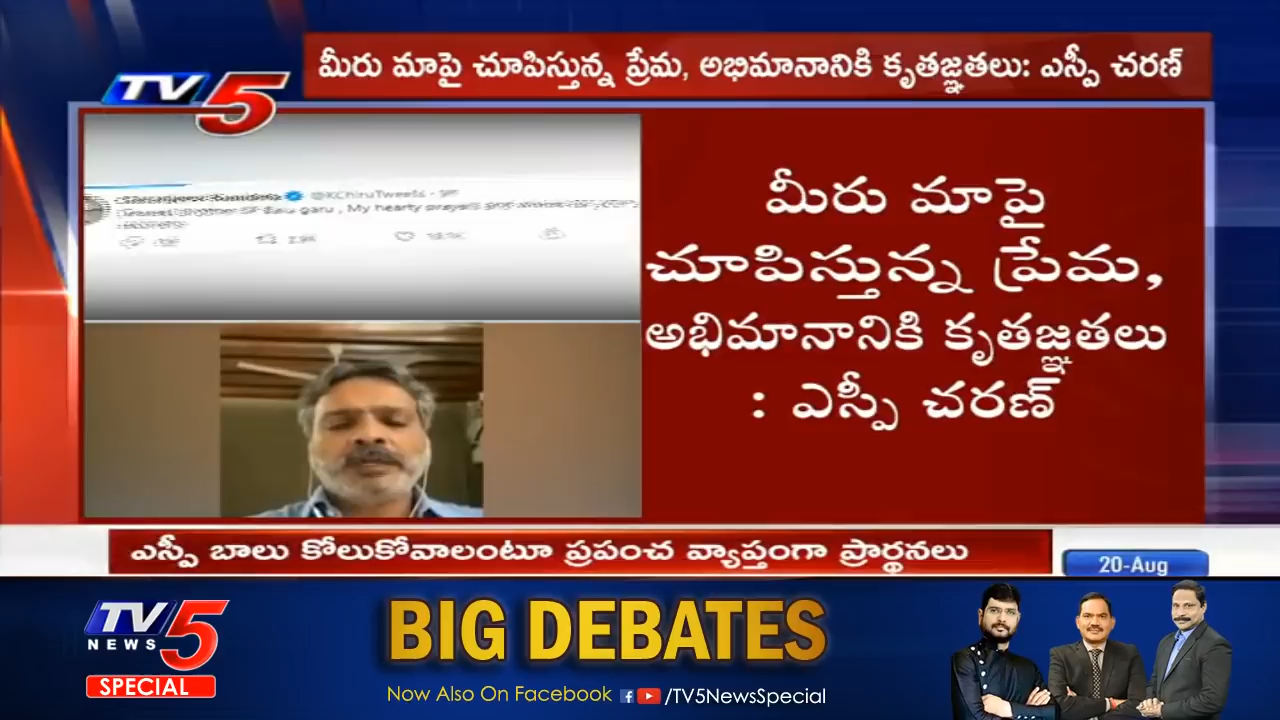 TV5
మీరు మాపై చూపిస్తున్న ప్రేమ, అభిమానానికి కృతజ్ఞతలు: ఎస్పీ చరణ్
@KChiruTweets
garu , My hearty prayers
మీరు మాపై
చూపిస్తున్న ప్రేమ,
అభిమానానికి కృతజ్ఞతలు
: ఎస్పీ చరణ్
ఎస్పీ బాలు కోలుకోవాలంటూ ప్రపంచ వ్యాప్తంగా ప్రార్థనలు
20-Aug
TV5
NEWS
SPECIAL
BIG DEBATES
Now Also On Facebook f /TV5NewsSpecial